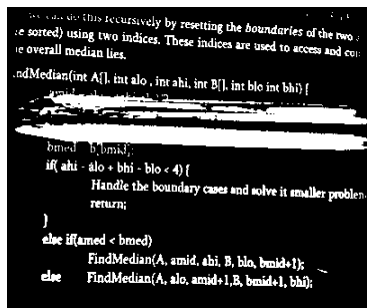 do this recursively by resetting the boundaries of the two
sorted) using two indices. These indices are used to access and
overall median lies.
ndMedian(int A[], int alo , int ahi, int B[], int blo int bhi) {
bmed b[bmid];
if( ahi - alo + bhi - blo < 4) {
Handle the boundary cases and solve it smaller problem
return;
}
else if(amed < bmed)
FindMedian(A, amid, ahi, B, blo, bmid+1);
else FindMedian(A, alo, amid+1,B, bmid+1, bhi);